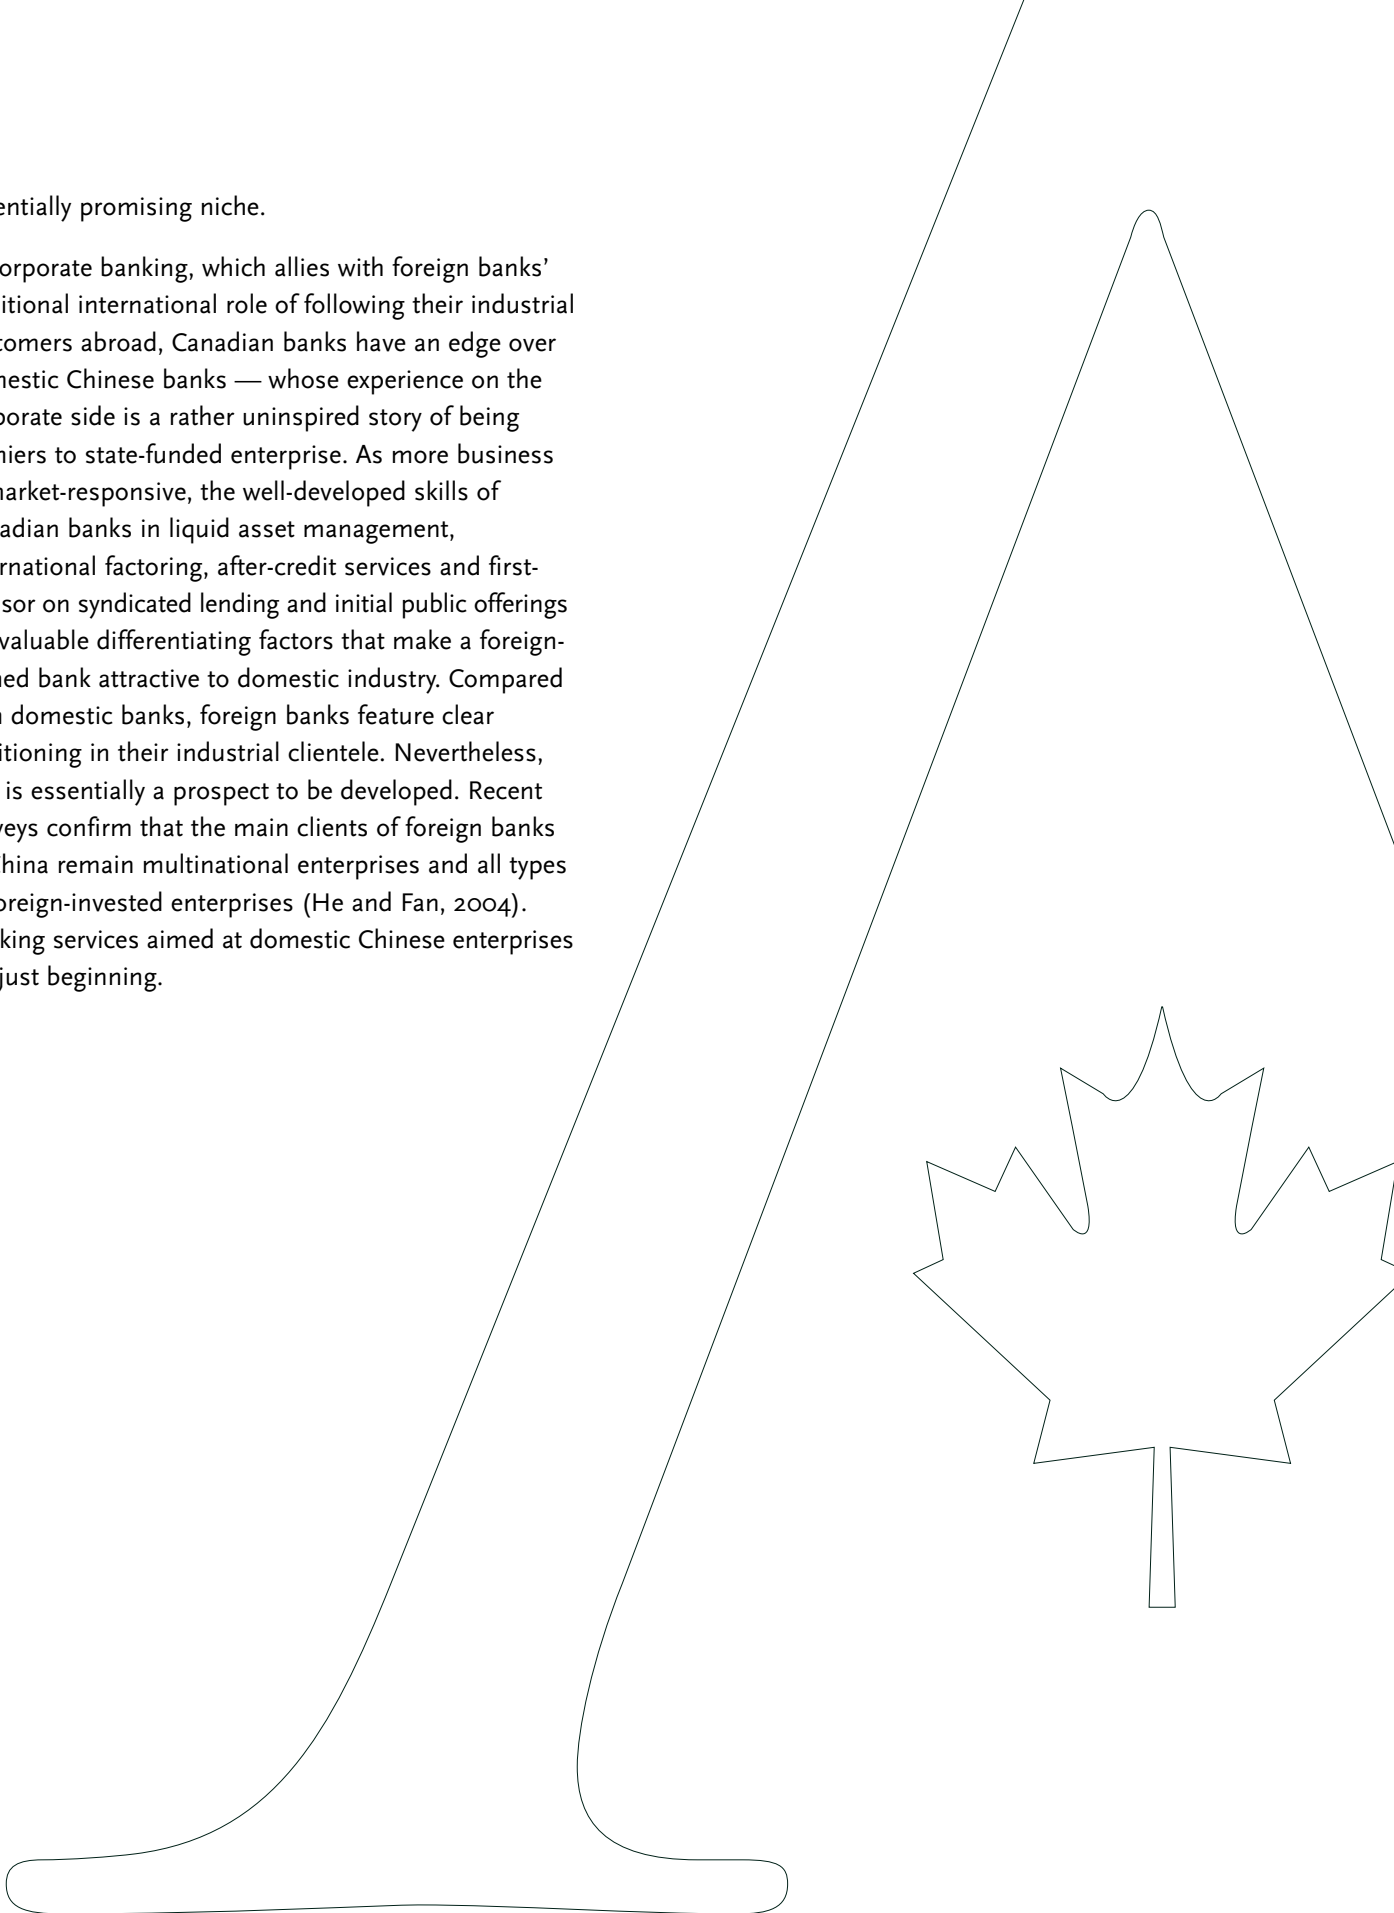 entially promising niche.
orporate banking, which allies with foreign banks’
itional international role of following their industrial
tomers abroad, Canadian banks have an edge over
nestic Chinese banks — whose experience on the
porate side is a rather uninspired story of being
niers to state-funded enterprise. As more business
narket-responsive, the well-developed skills of
adian banks in liquid asset management,
rnational factoring, after-credit services and first-
sor on syndicated lending and initial public offerings
valuable differentiating factors that make a foreign-
ned bank attractive to domestic industry. Compared
n domestic banks, foreign banks feature clear
itioning in their industrial clientele. Nevertheless,
is essentially a prospect to be developed. Recent
veys confirm that the main clients of foreign banks
China remain multinational enterprises and all types
oreign-invested enterprises (He and Fan, 2004).
king services aimed at domestic Chinese enterprises
just beginning.